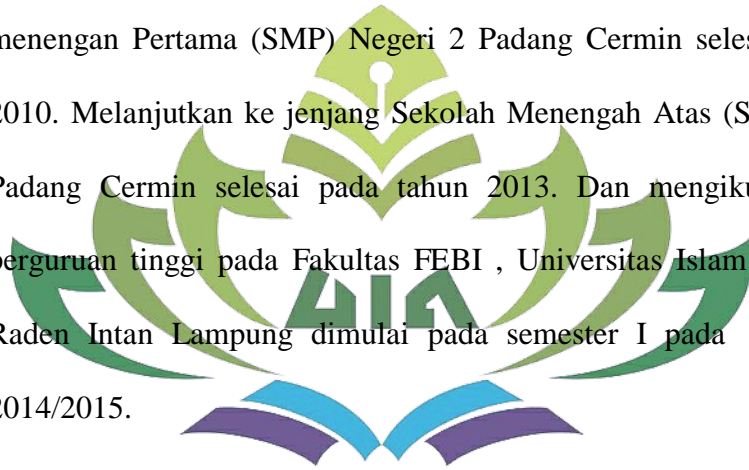 menengan Pertama (SMP) Negeri 2 Padang Cermin seles
2010. Melanjutkan ke jenjang Sekolah Menengah Atas (S
Padang Cermin selesai pada tahun 2013. Dan mengiku
perguruan tinggi pada Fakultas FEBI , Universitas Islam
Raden Intan Lampung dimulai pada semester I pada
2014/2015.
UIN